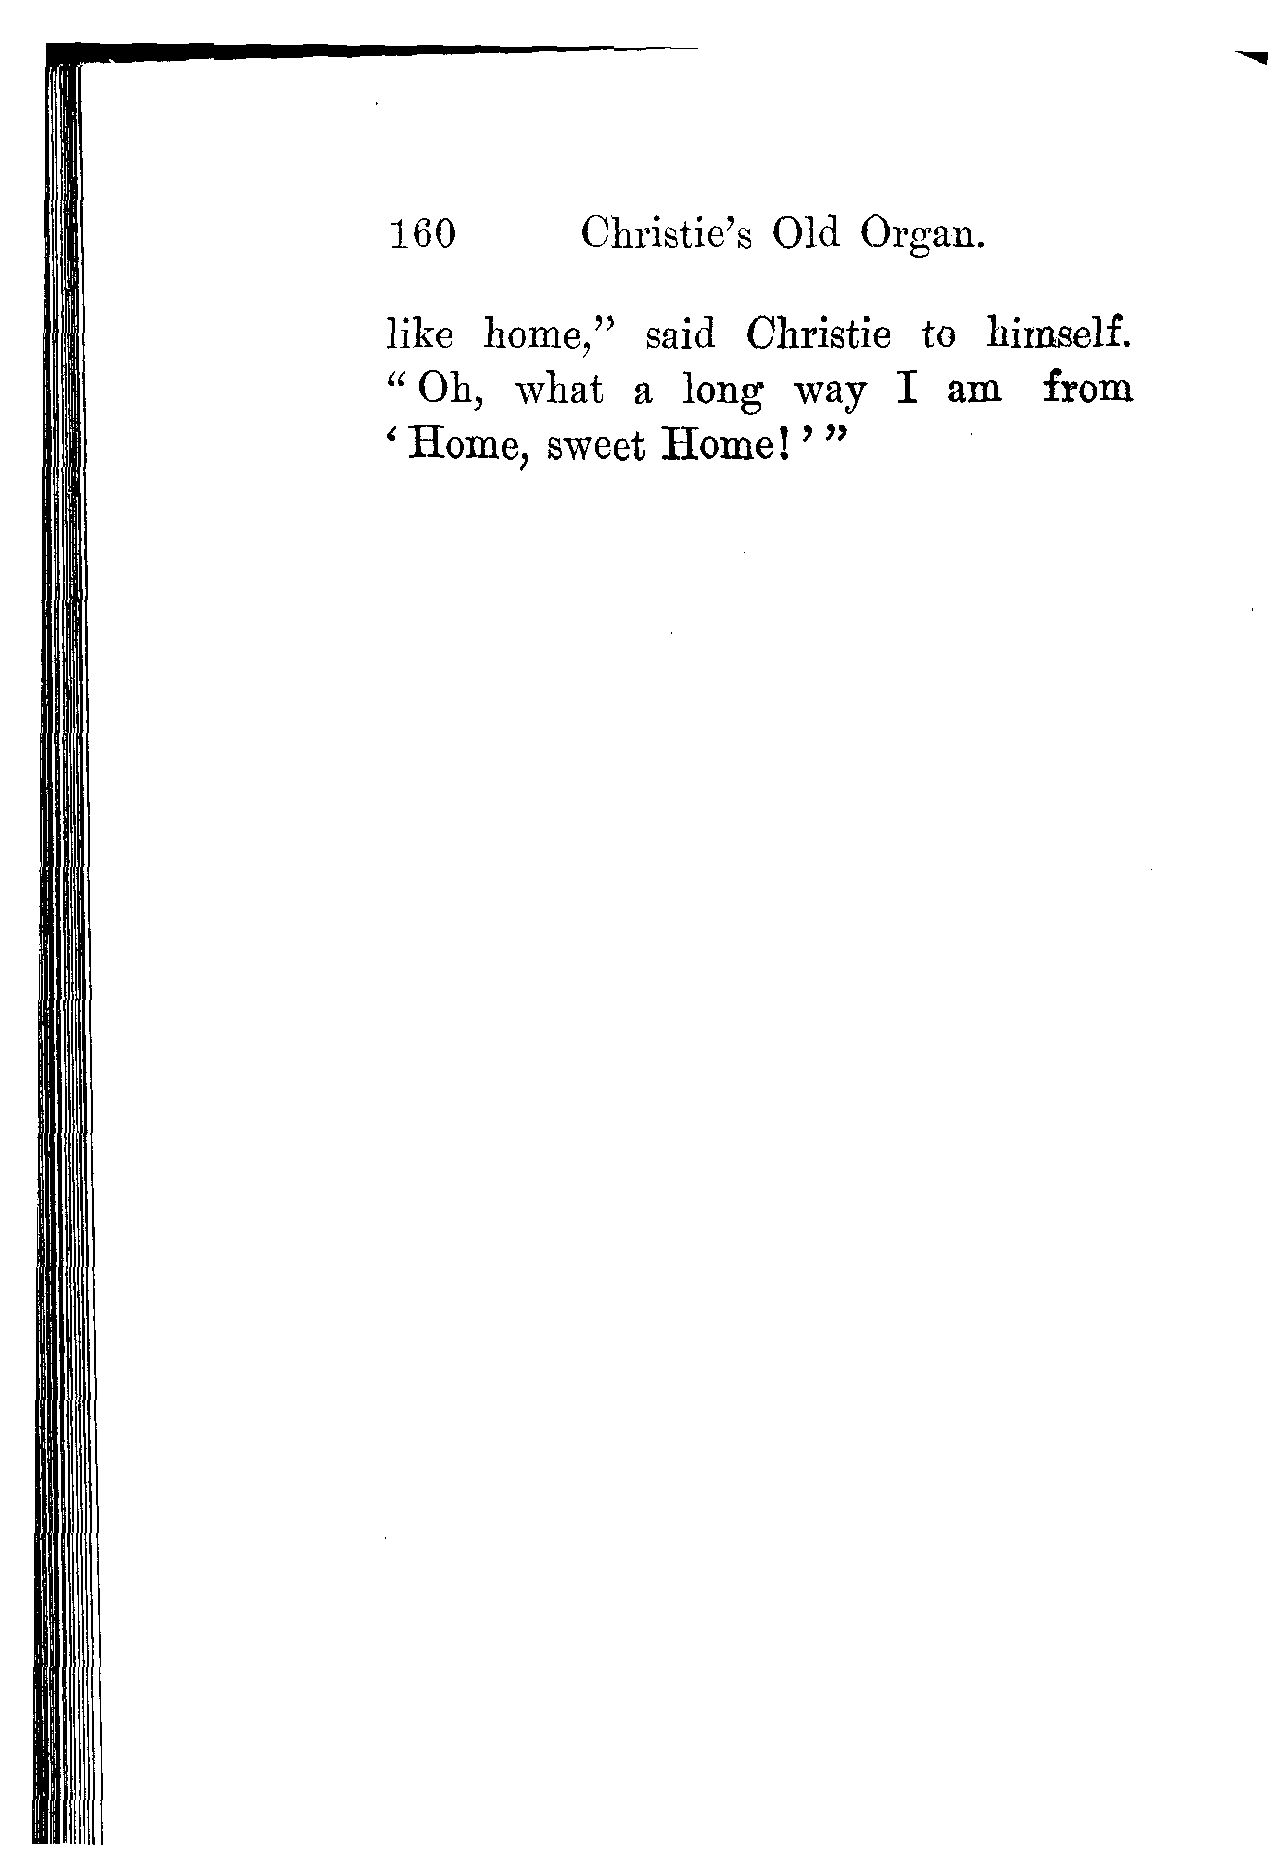 160 Christie's Old Organ.
like home,” said Christie to himself.
“ Oh, what a long way I am from
‘ Home, sweet Home! ’ ”